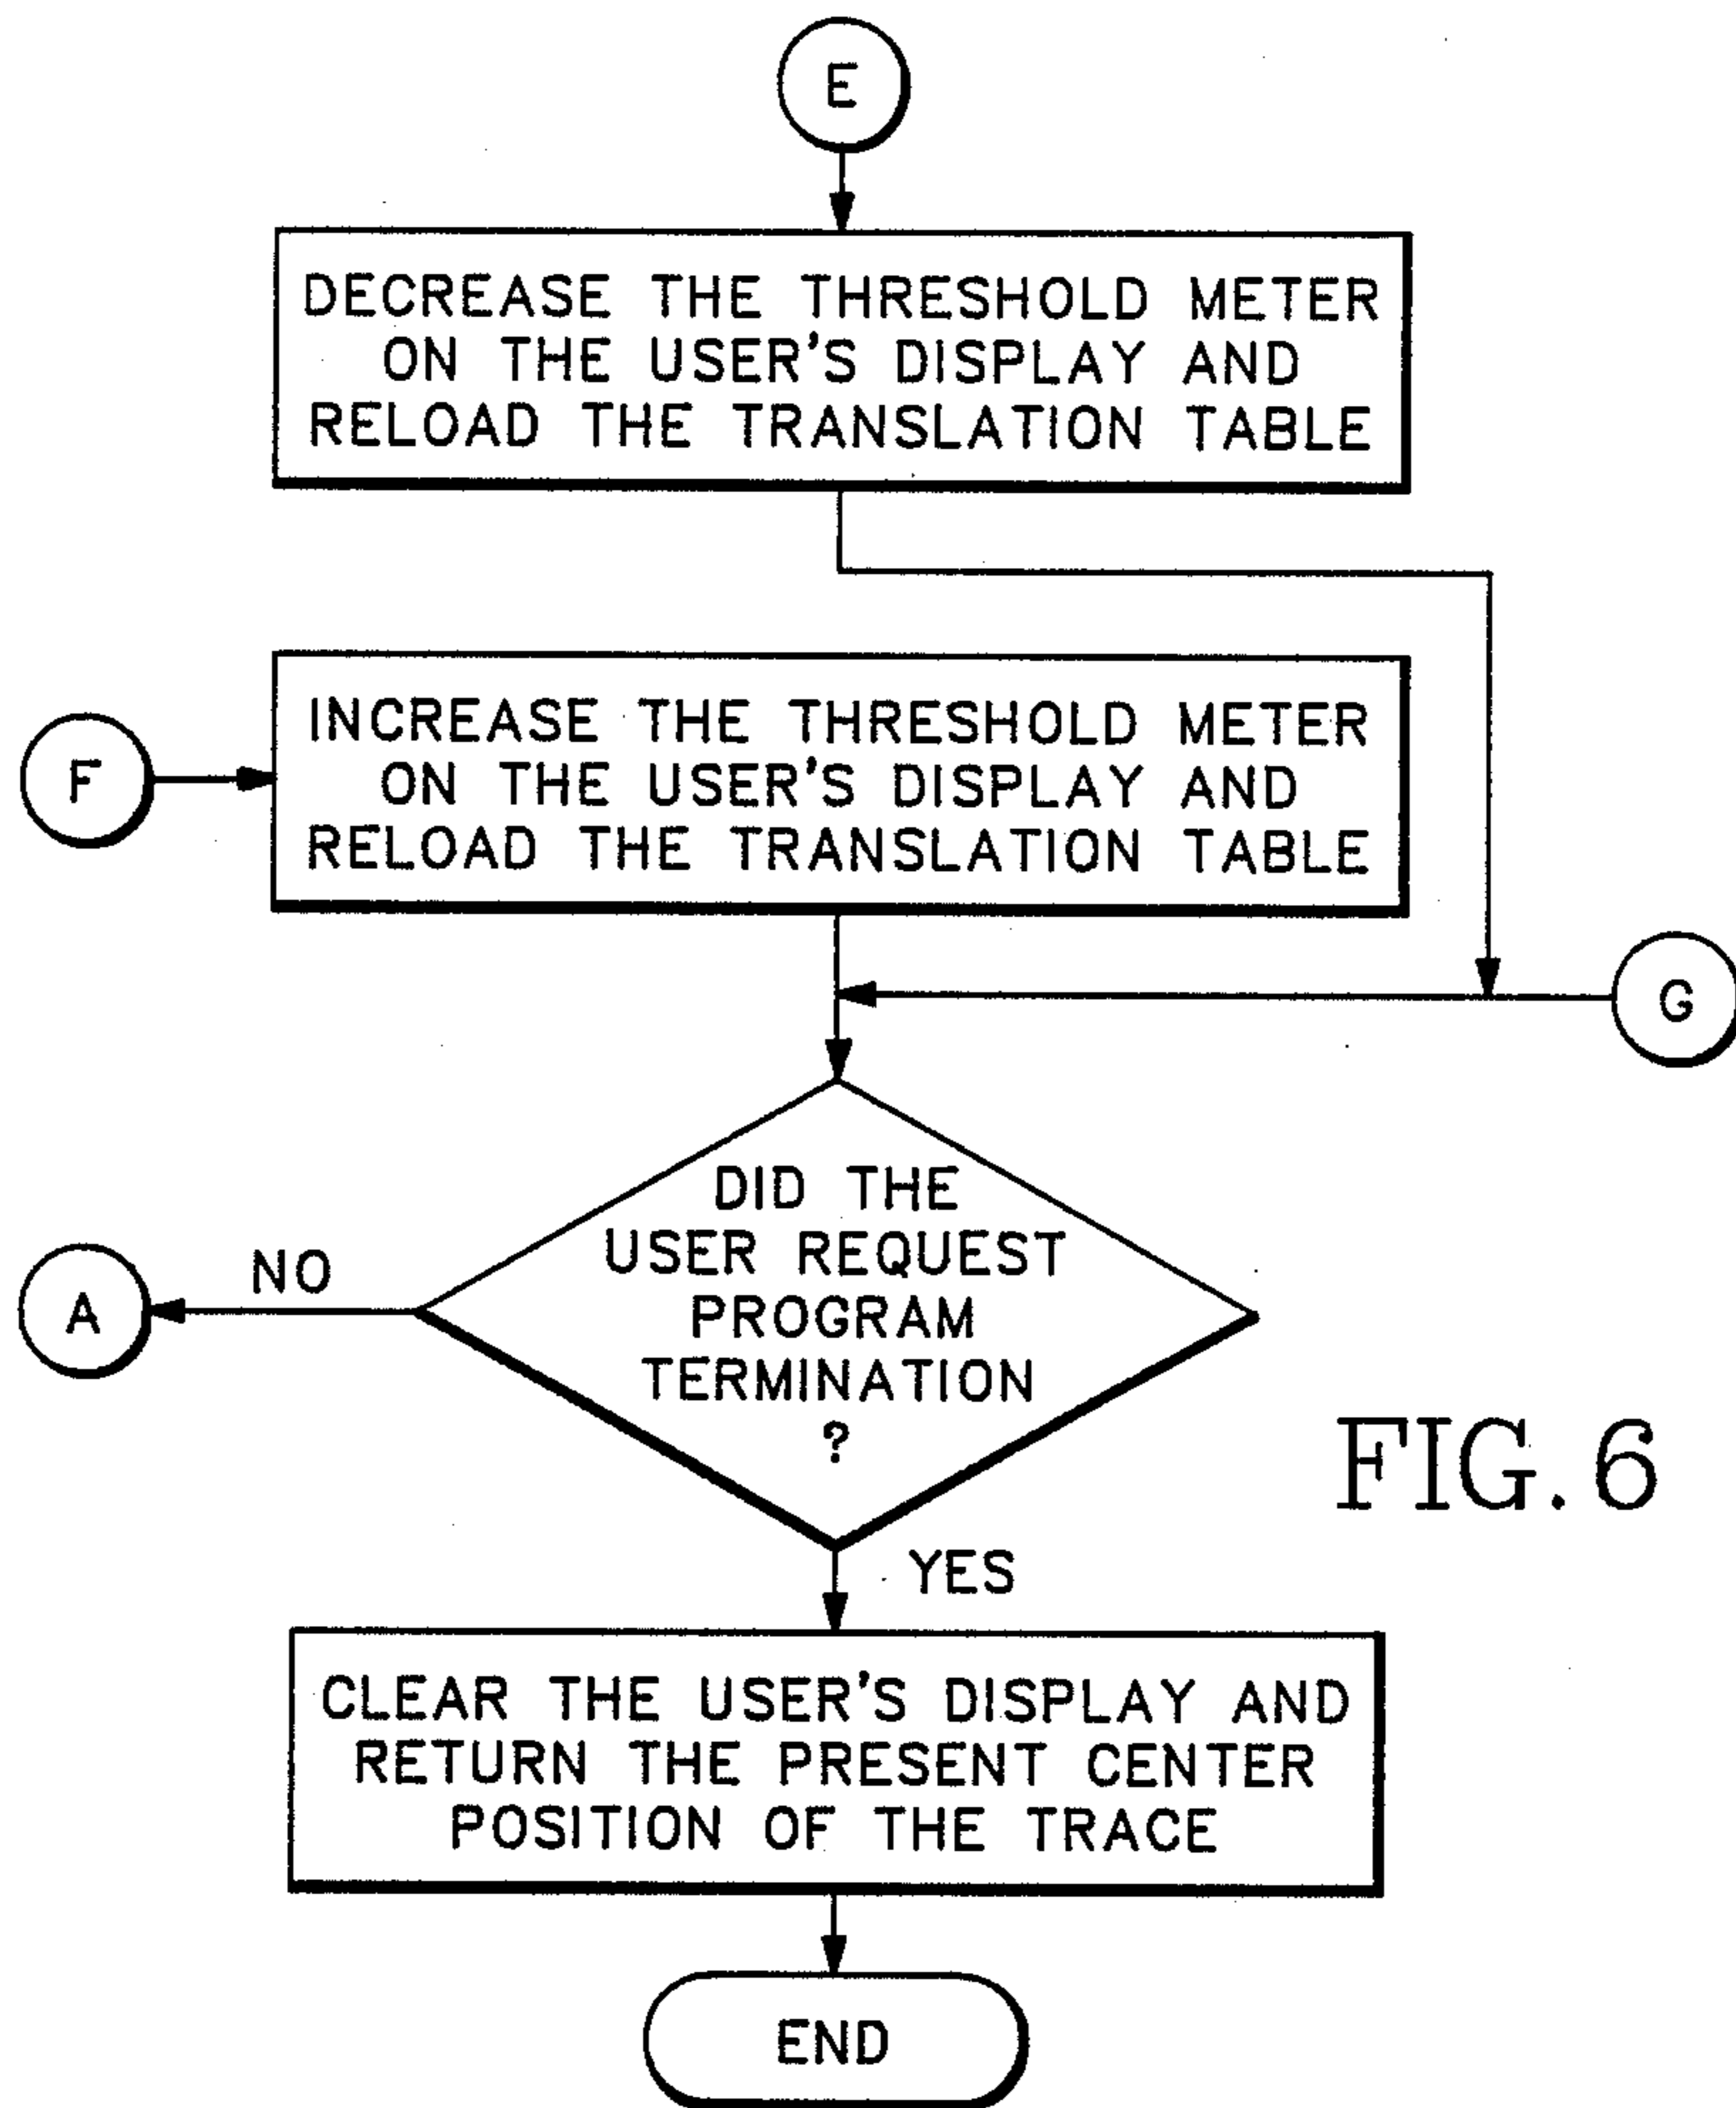 E
DECREASE THE THRESHOLD METER
ON THE USER'S DISPLAY AND
RELOAD THE TRANSLATION TABLE
F
INCREASE THE THRESHOLD METER
ON THE USER'S DISPLAY AND
RELOAD THE TRANSLATION TABLE
G
DID THE
USER REQUEST
PROGRAM
TERMINATION
?
NO
A
FIG. 6
YES
CLEAR THE USER'S DISPLAY AND
RETURN THE PRESENT CENTER
POSITION OF THE TRACE
END